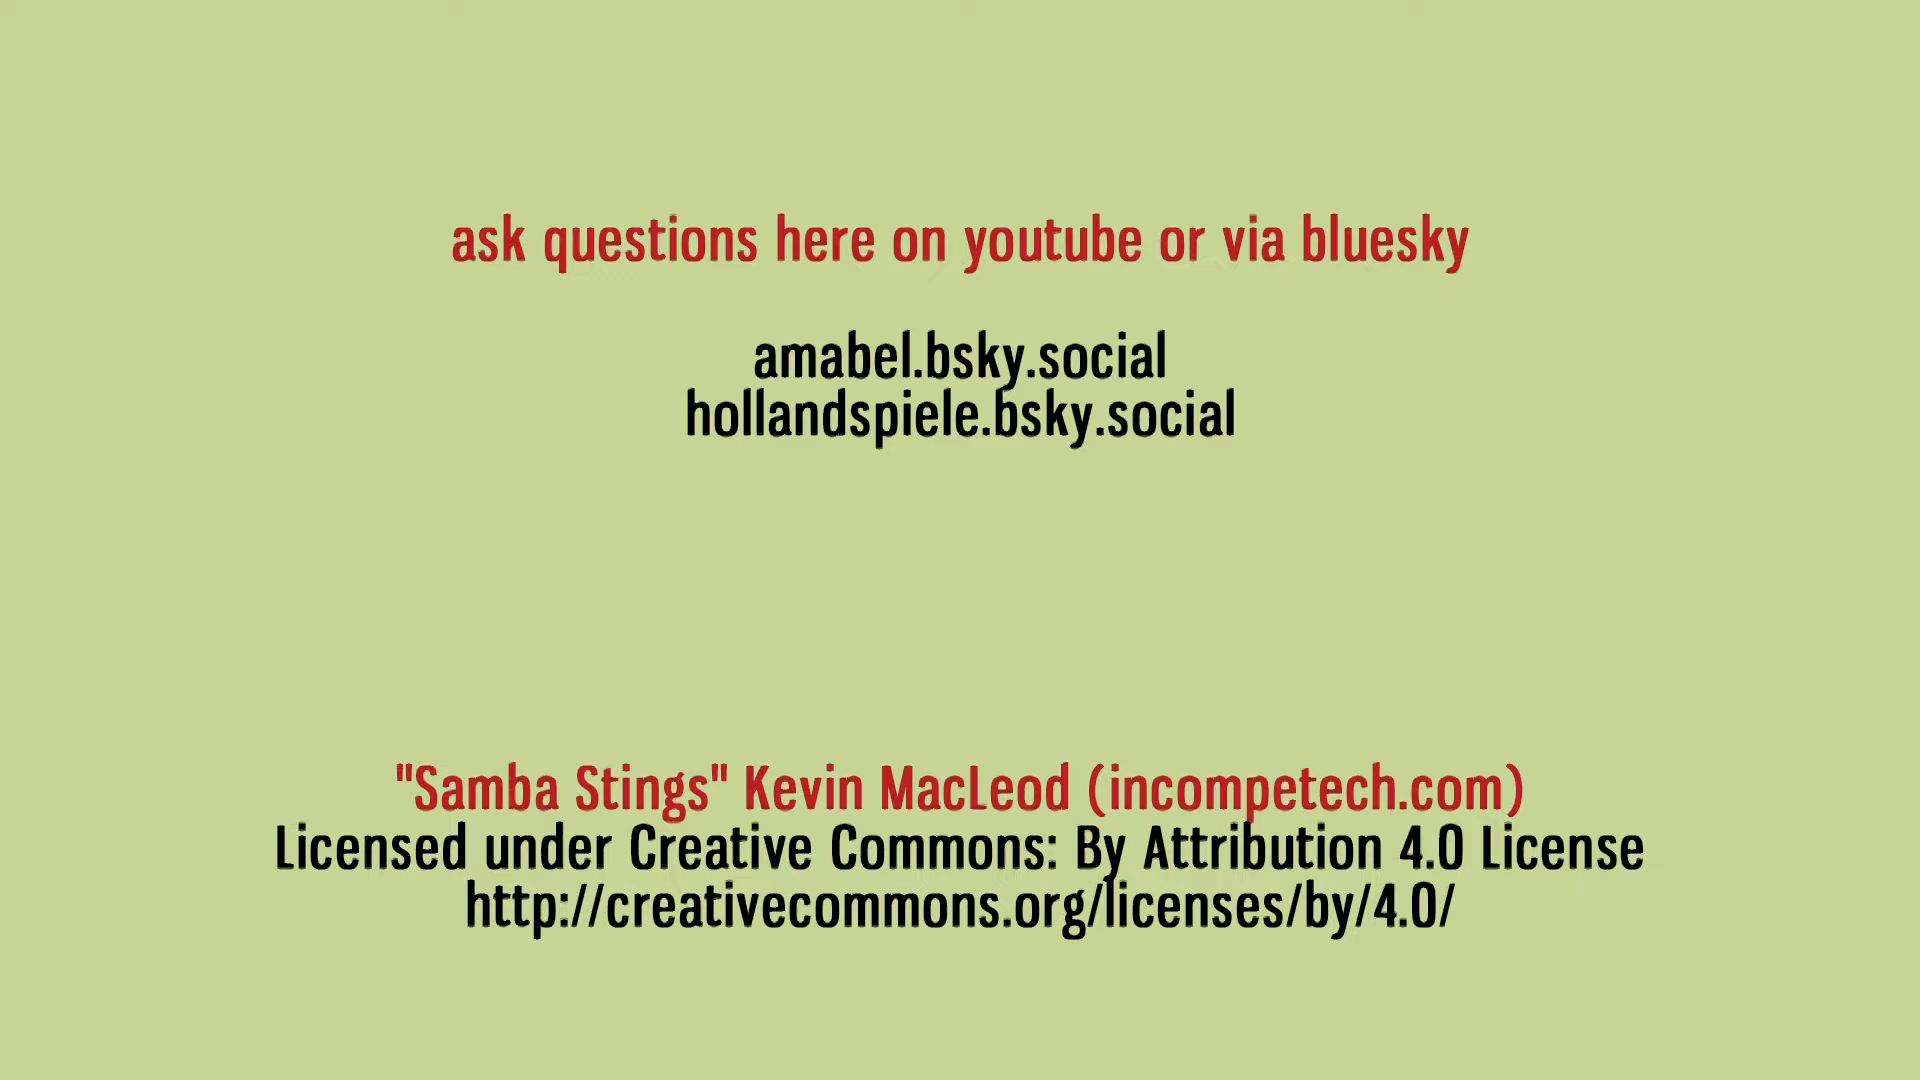 ask questions here on youtube or via bluesky
amabel.bsky.social
hollandspiele.bsky.social
"Samba Stings" Kevin MacLeod (incompetech.com)
Licensed under Creative Commons: By Attribution 4.0 License
http://creativecommons.org/licenses/by/4.0/